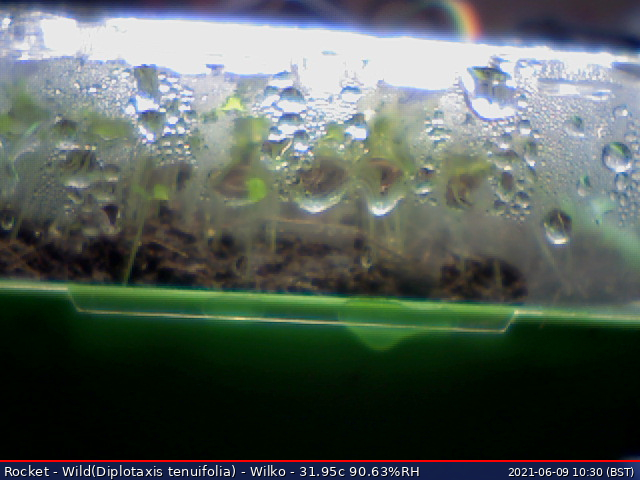 Rocket - Wild(Diplotaxis tenuifolia) - Wilko - 31.95c 90.63%RH
2021-06-09 10:30 (BST)